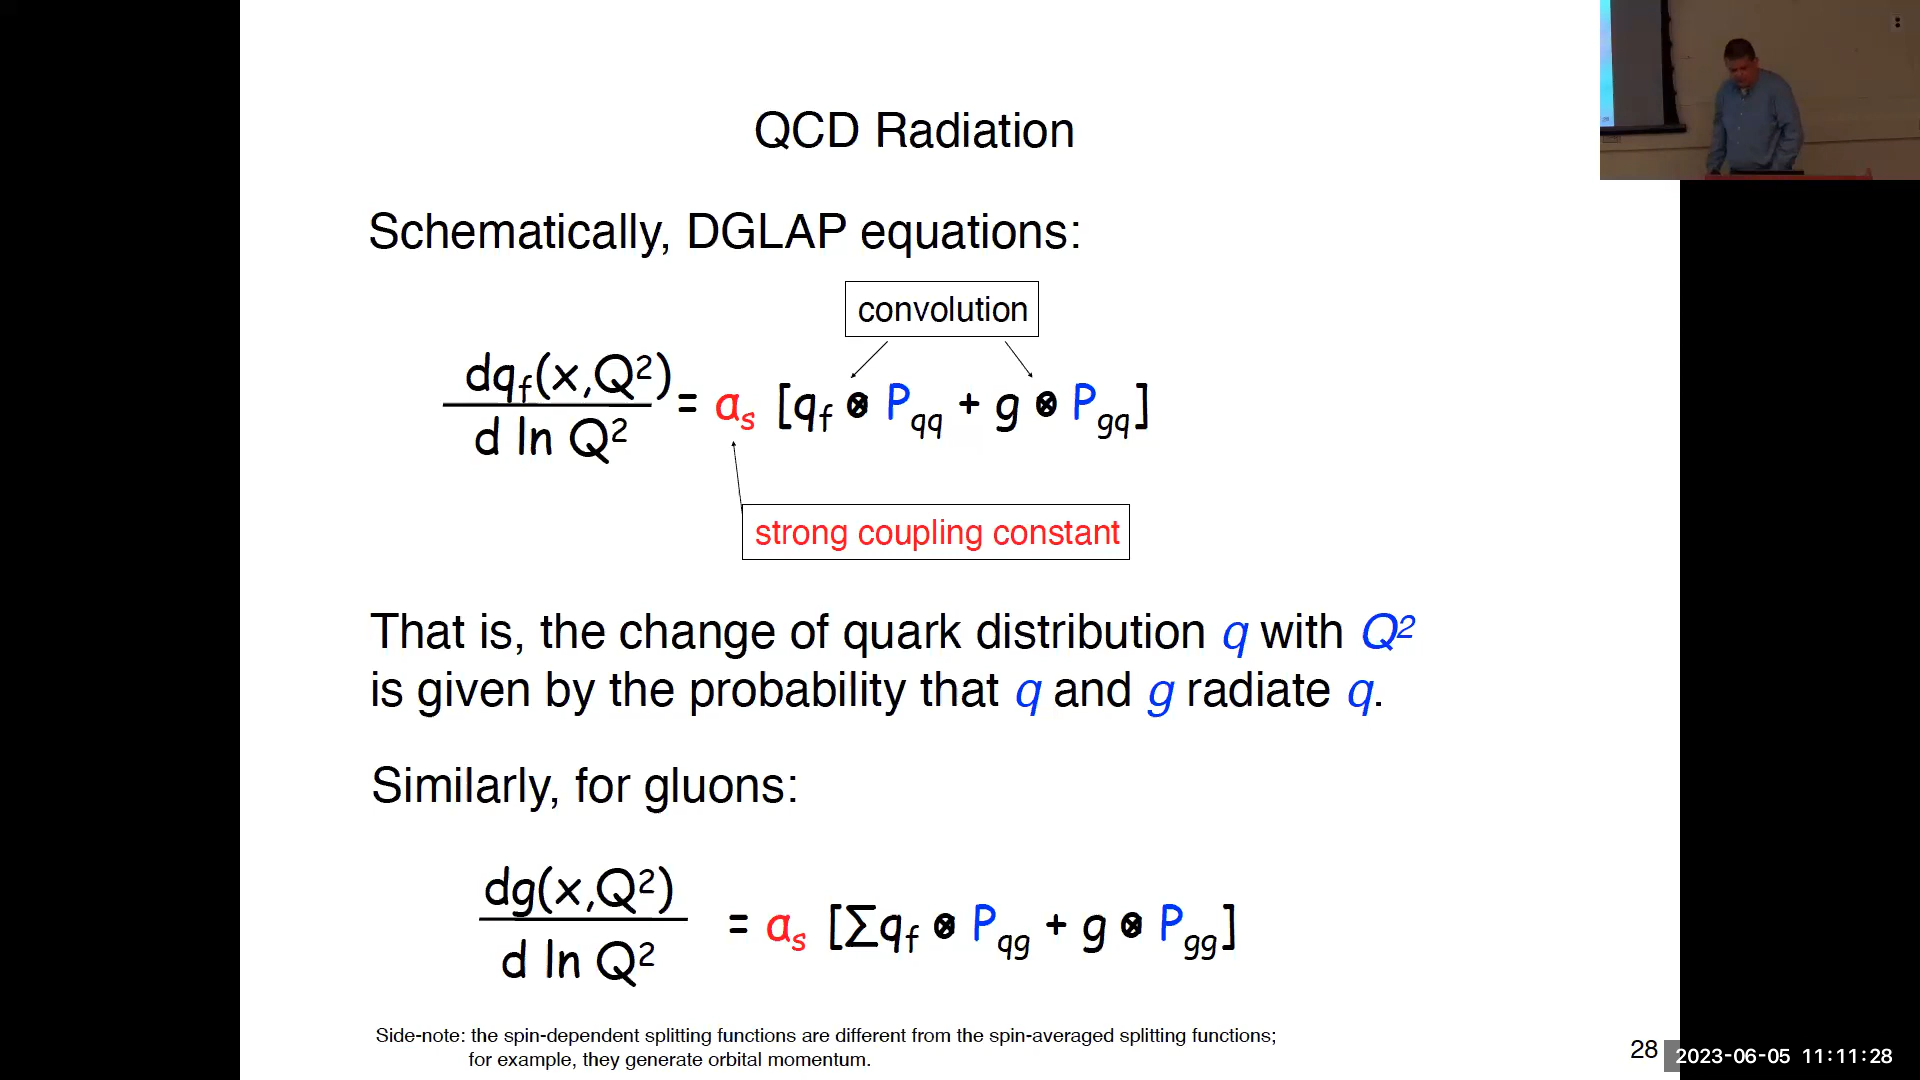 QCD Radiation
Schematically, DGLAP equations:
convolution
dq_f(x,Q²)
d ln Q²
= α_s [q_f ⊗ P_qq + g ⊗ P_gq]
strong coupling constant
That is, the change of quark distribution q with Q²
is given by the probability that q and g radiate q.
Similarly, for gluons:
dg(x,Q²)
d ln Q²
= α_s [∑q_f ⊗ P_qg + g ⊗ P_gg]
Side-note: the spin-dependent splitting functions are different from the spin-averaged splitting functions;
for example, they generate orbital momentum.
28
2023-06-05 11:11:28